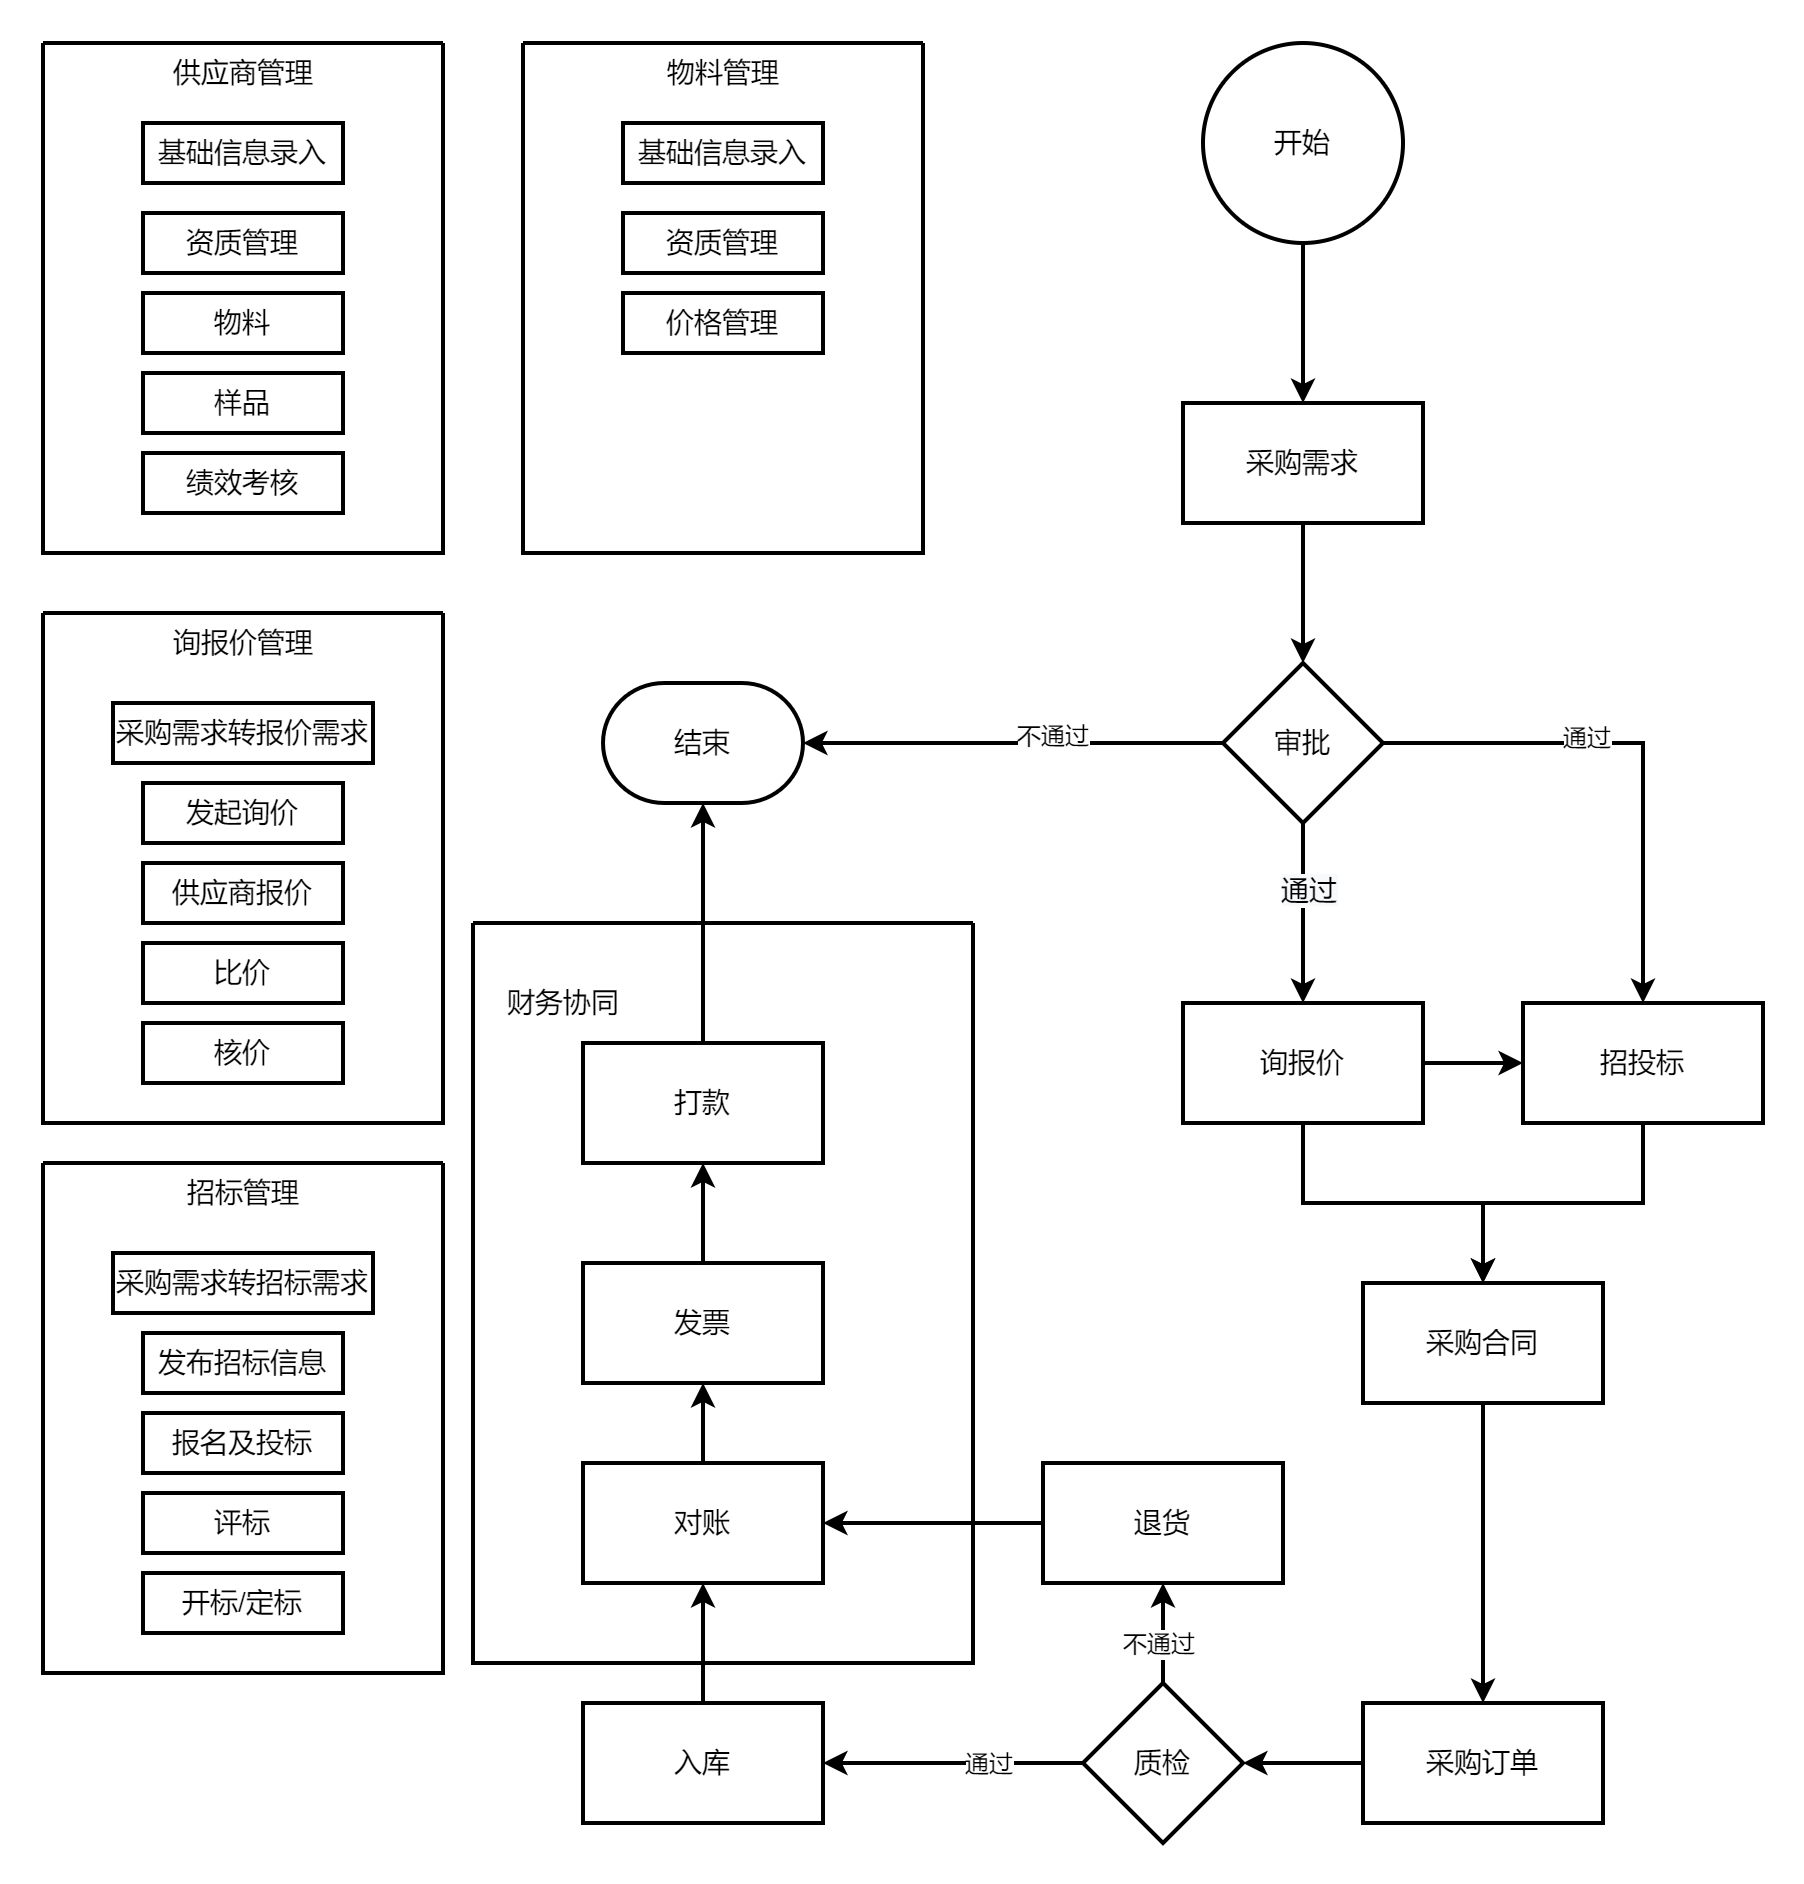 供应商管理
基础信息录入
资质管理
物料
样品
绩效考核
物料管理
基础信息录入
资质管理
价格管理
开始
采购需求
审批
不通过
通过
通过
结束
询报价管理
采购需求转报价需求
发起询价
供应商报价
比价
核价
财务协同
打款
发票
对账
询报价
招投标
采购合同
招标管理
采购需求转招标需求
发布招标信息
报名及投标
评标
开标/定标
退货
不通过
入库
通过
质检
采购订单